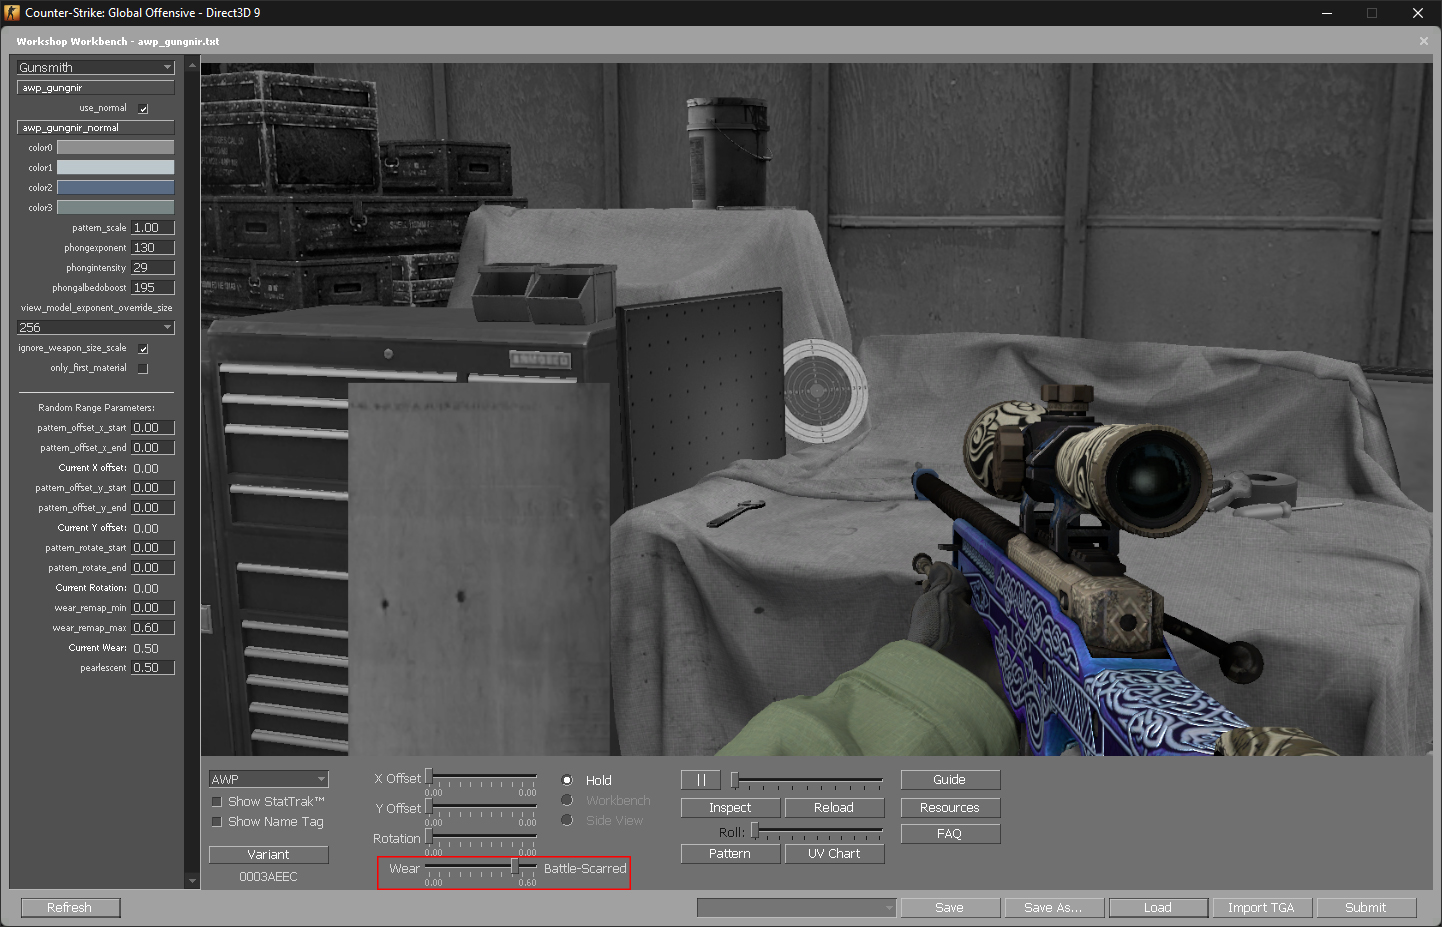 Counter-Strike: Global Offensive - Direct3D 9
Workshop Workbench - awp_gungnir.txt
Gunsmith
awp_gungnir
use_normal
awp_gungnir_normal
color0
color1
color2
color3
pattern_scale 1.00
phongexponent 130
phongintensity 29
phongalbedoboost 195
view_model_exponent_override_size
256
ignore_weapon_size_scale
only_first_material
Random Range Parameters:
pattern_offset_x_start 0.00
pattern_offset_x_end 0.00
Current X offset: 0.00
pattern_offset_y_start 0.00
pattern_offset_y_end 0.00
Current Y offset: 0.00
pattern_rotate_start 0.00
pattern_rotate_end 0.00
Current Rotation: 0.00
wear_remap_min 0.00
wear_remap_max 0.60
Current Wear: 0.50
pearlescent 0.50
AWP
Show StatTrak™
Show Name Tag
Variant
0003AEEC
X Offset
0.00 0.00
Y Offset
0.00 0.00
Rotation
0.00 0.00
Wear Battle-Scarred
0.00 0.60
Hold
Workbench
Side View
Inspect Reload
Roll:
Pattern UV Chart
Guide
Resources
FAQ
Refresh Save Save As... Load Import TGA Submit